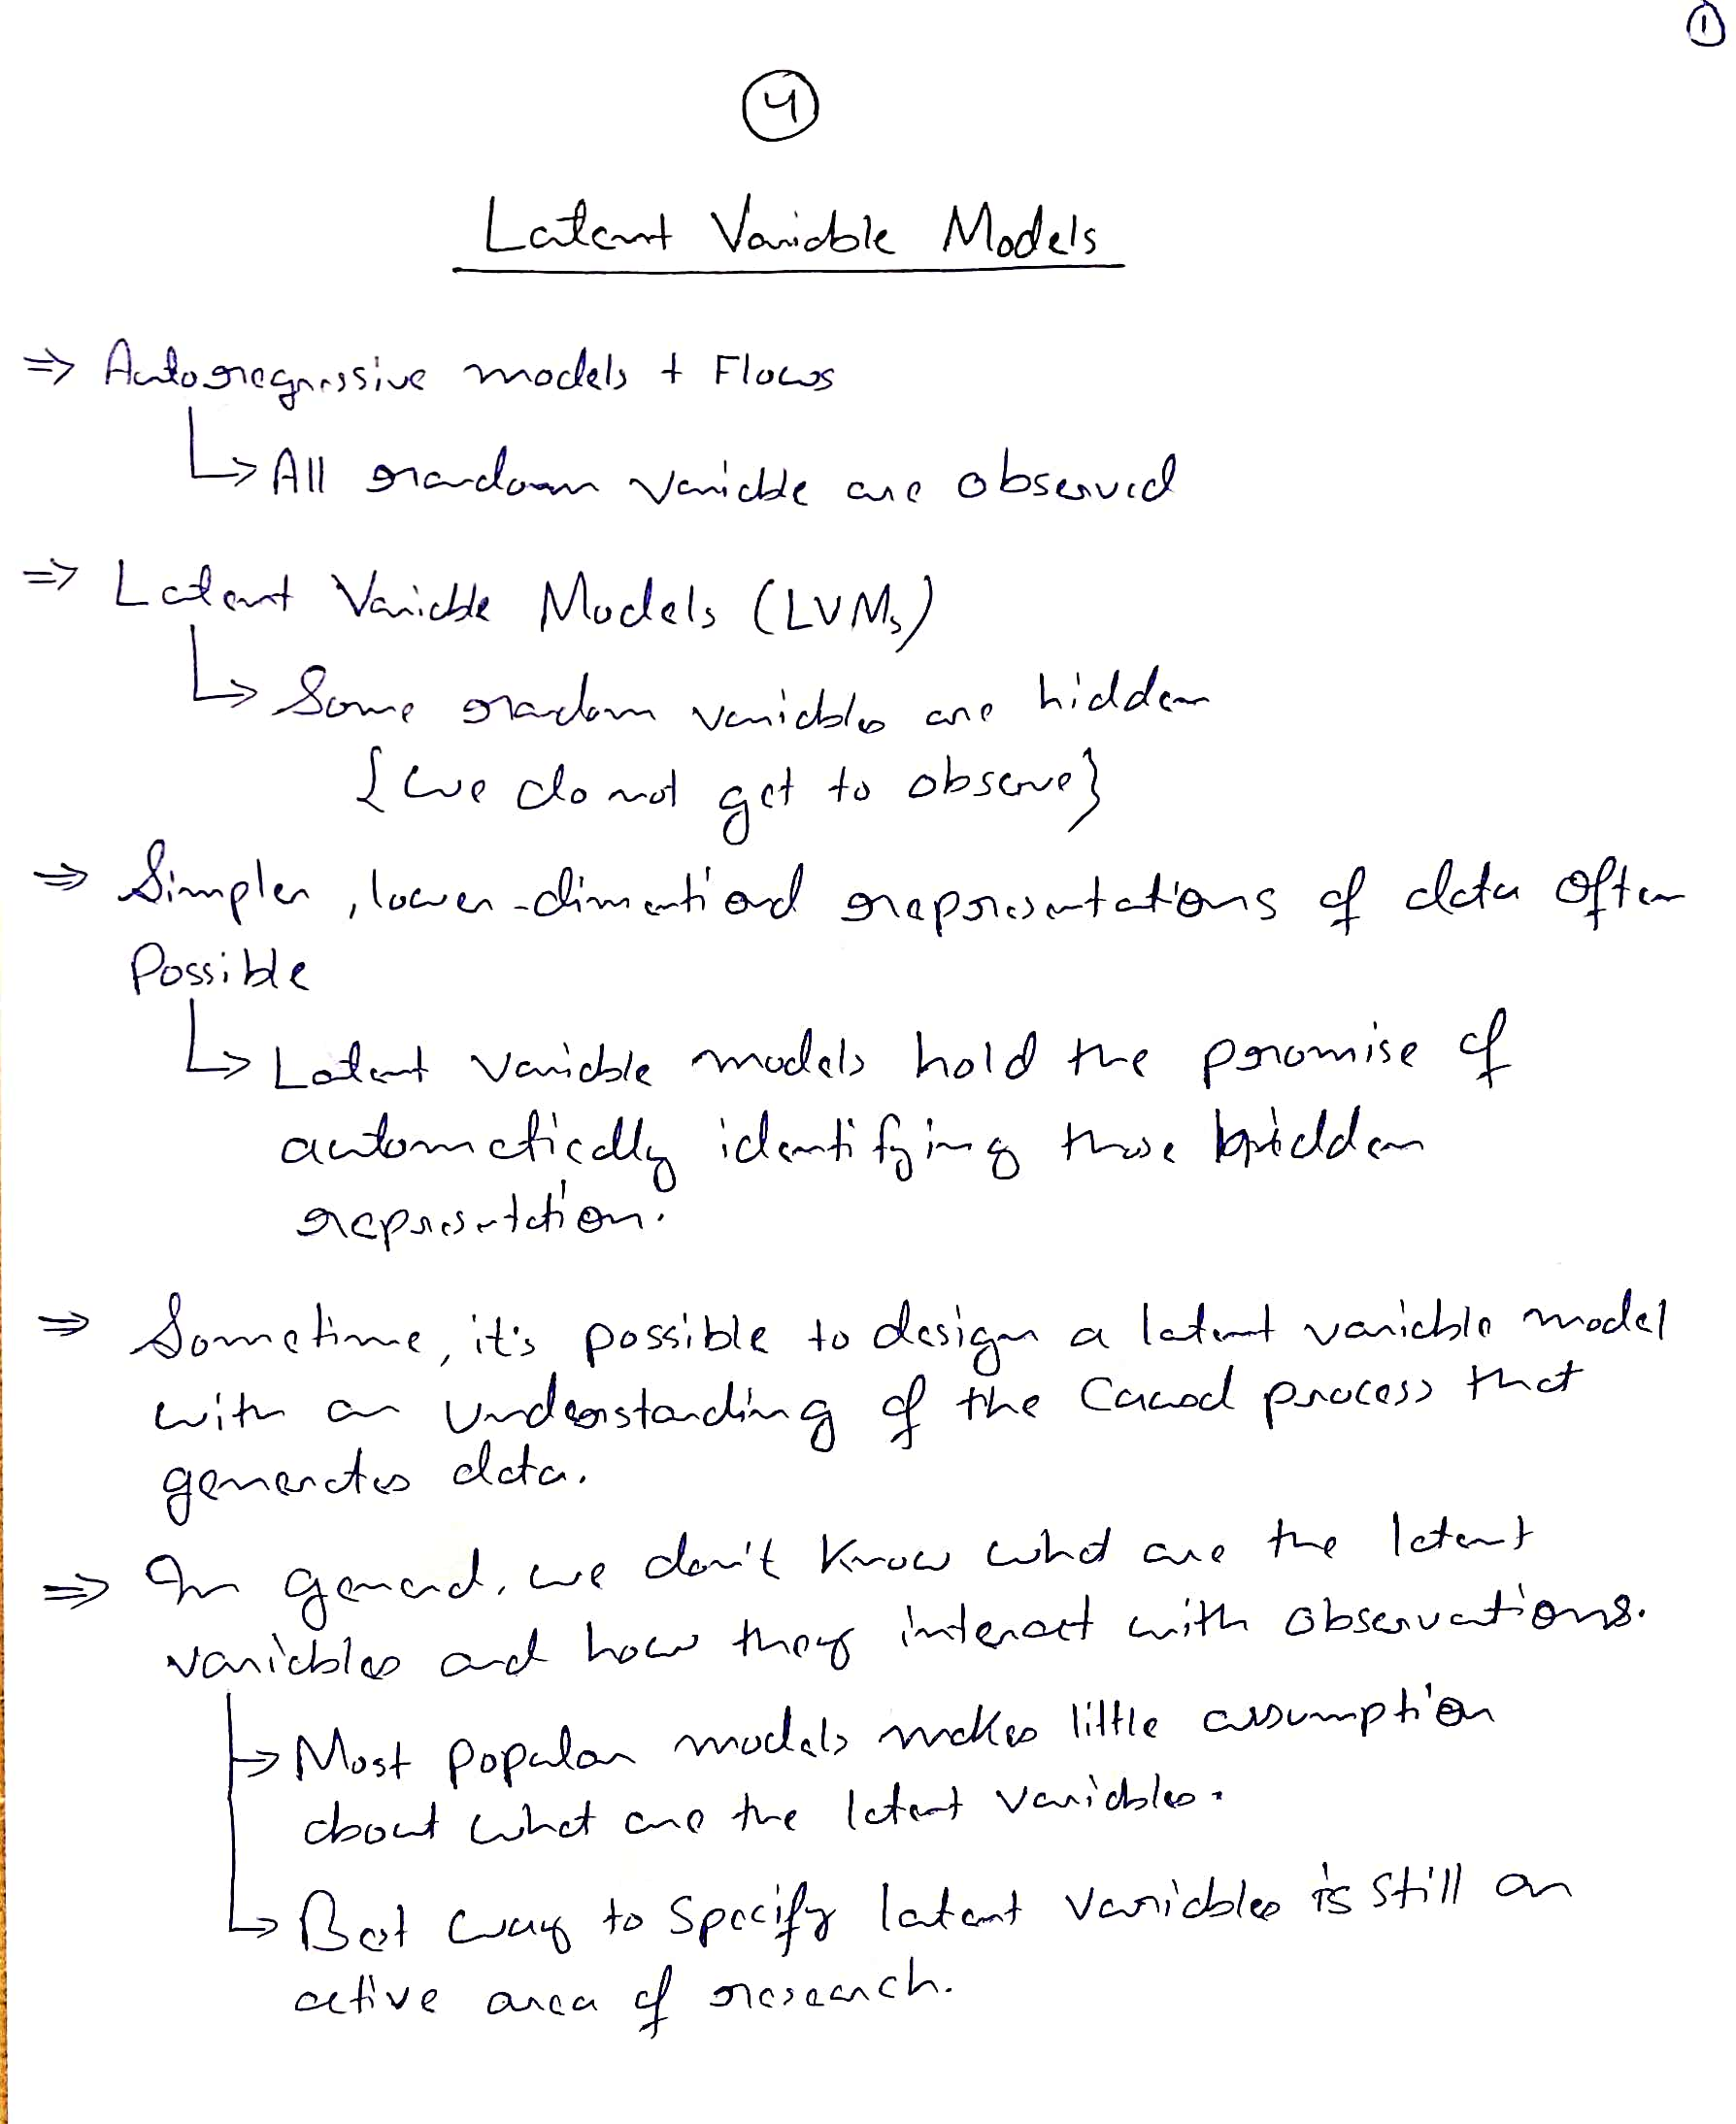 1
4
Latent Variable Models
⇒ Autoregressive models + Flows
↳ All random variable are observed
⇒ Latent Variable Models (LVMs)
↳ Some random variables are hidden
{we do not get to observe}
⇒ Simpler, lower-dimentional representations of data often
Possible
↳ Latent variable models hold the promise of
automatically identifying those hidden
representation.
⇒ Sometime, it's possible to design a latent variable model
with an understanding of the Causal process that
generates data.
⇒ In general, we don't know what are the latent
variables and how they interact with observations.
↳ Most popular models makes little assumption
about what are the latent variables.
↳ Best way to specify latent variables is still an
active area of research.